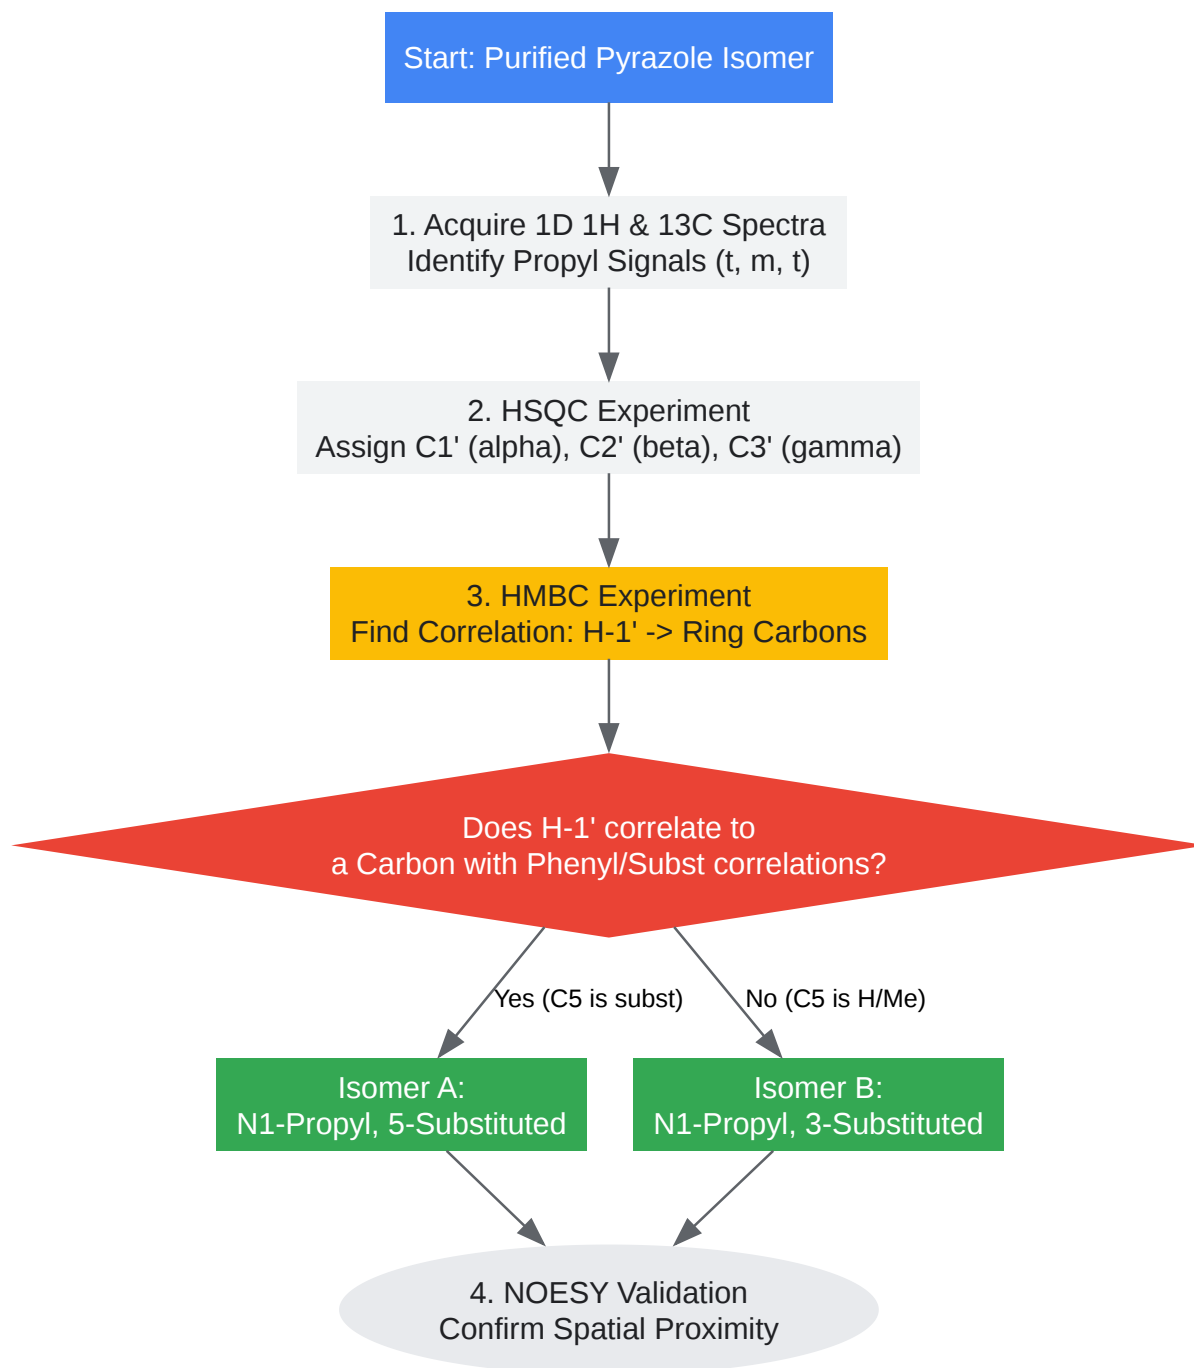 Start: Purified Pyrazole Isomer
1. Acquire 1D 1H & 13C Spectra
Identify Propyl Signals (t, m, t)
2. HSQC Experiment
Assign C1' (alpha), C2' (beta), C3' (gamma)
3. HMBC Experiment
Find Correlation: H-1' -> Ring Carbons
Does H-1' correlate to
a Carbon with Phenyl/Subst correlations?
Yes (C5 is subst)
No (C5 is H/Me)
Isomer A:
N1-Propyl, 5-Substituted
Isomer B:
N1-Propyl, 3-Substituted
4. NOESY Validation
Confirm Spatial Proximity